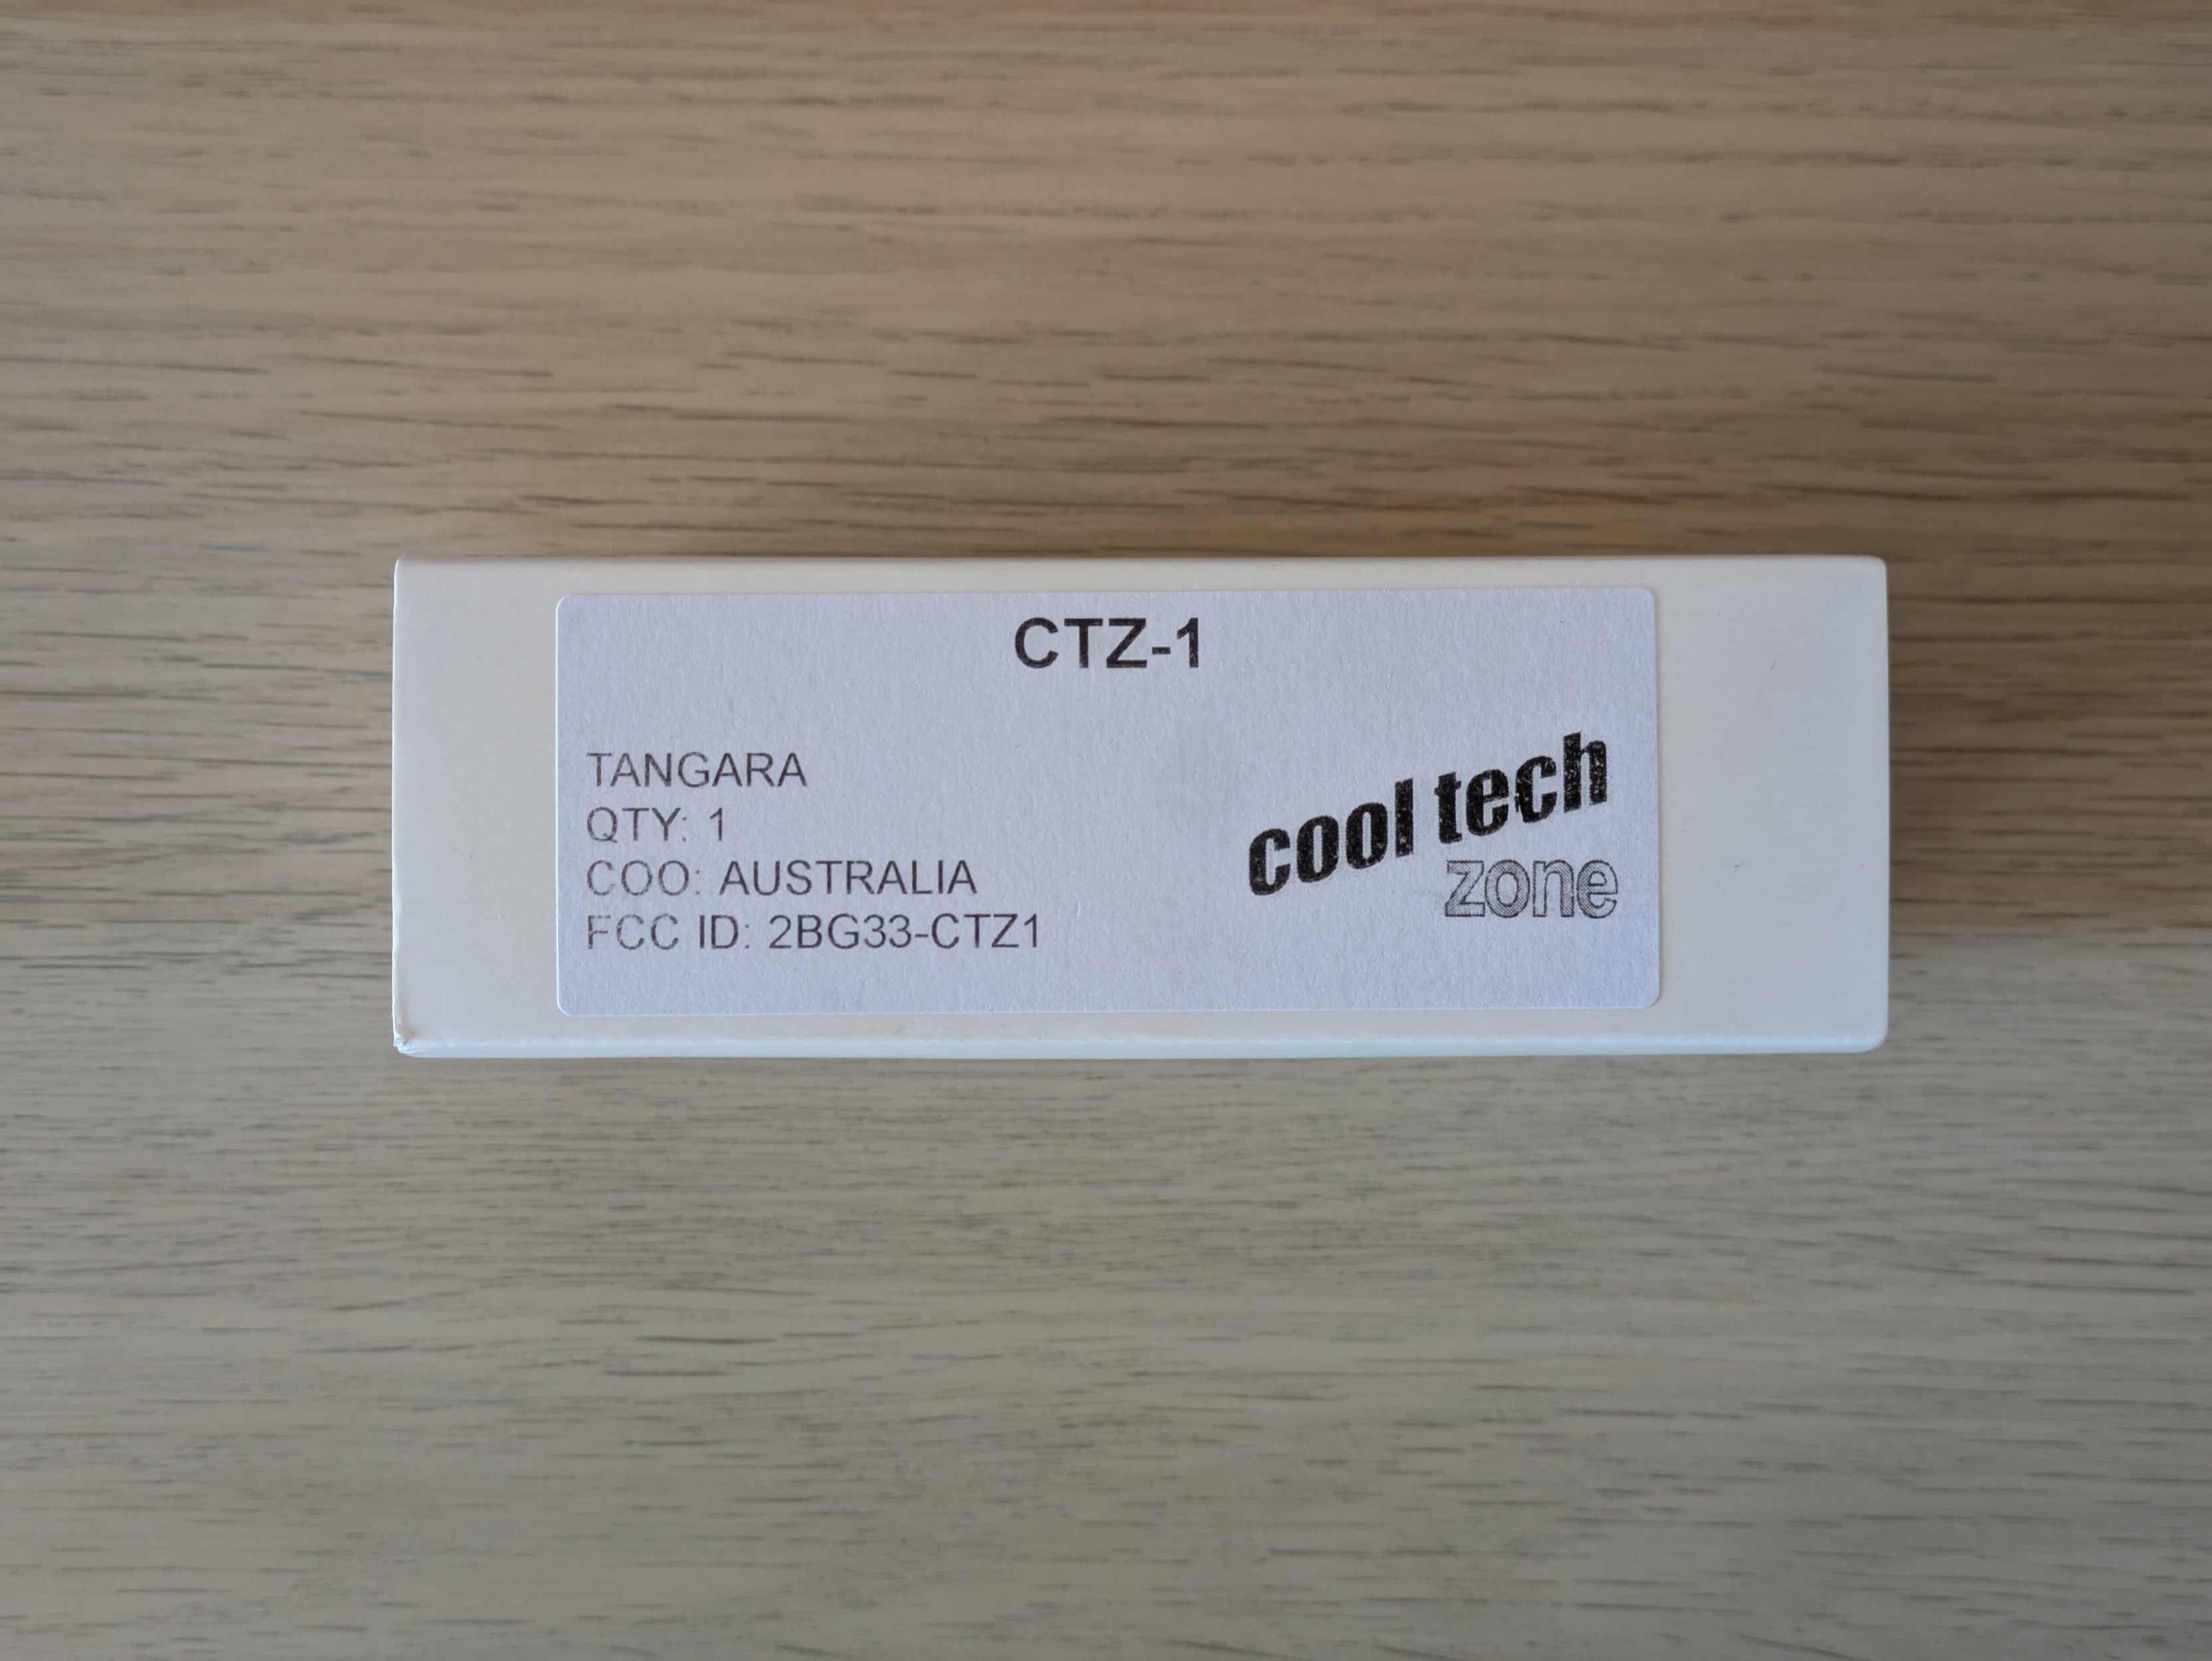 CTZ-1
TANGARA
QTY: 1
COO: AUSTRALIA
FCC ID: 2BG33-CTZ1
cool tech
zone